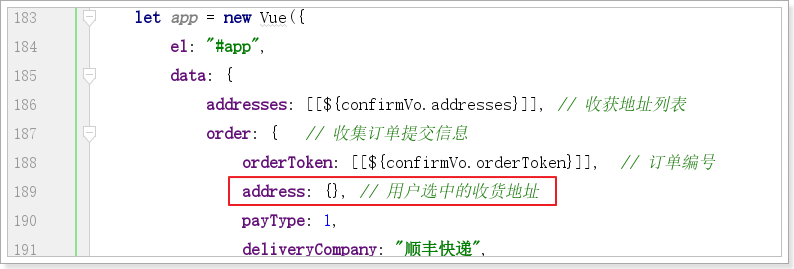 183 let app = new Vue({
184 el: "#app",
185 data: {
186 addresses: [[${confirmVo.addresses}]], // 收获地址列表
187 order: { // 收集订单提交信息
188 orderToken: [[${confirmVo.orderToken}]], // 订单编号
189 address: {}, // 用户选中的收货地址
190 payType: 1,
191 deliveryCompany: "顺丰快递",